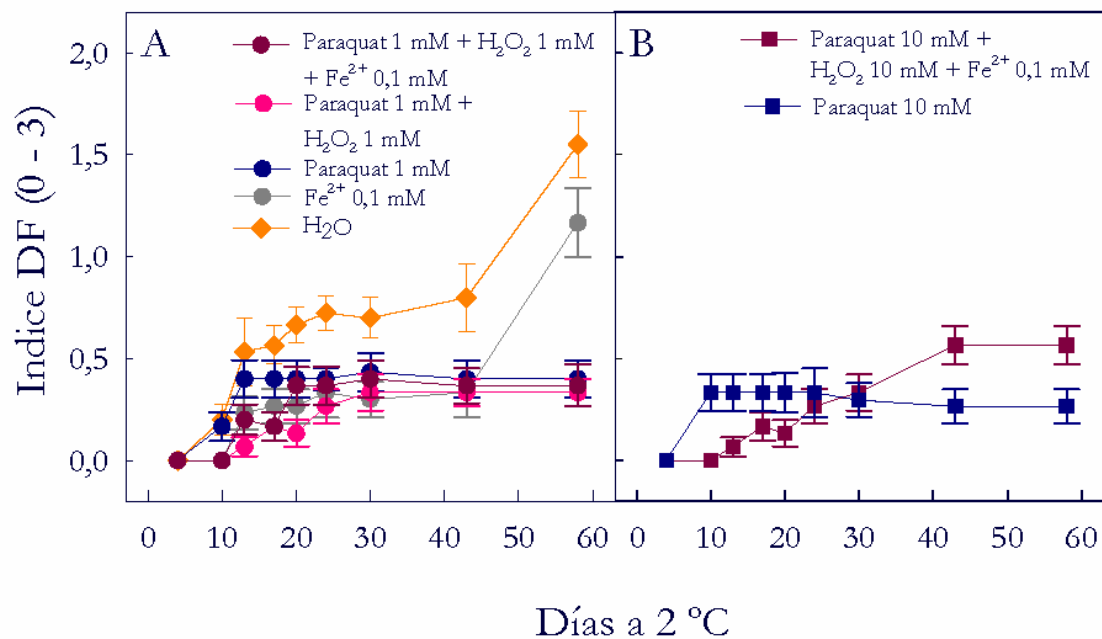 A
Paraquat 1 mM + H₂O₂ 1 mM
+ Fe²⁺ 0,1 mM
Paraquat 1 mM +
H₂O₂ 1 mM
Paraquat 1 mM
Fe²⁺ 0,1 mM
H₂O
B
Paraquat 10 mM +
H₂O₂ 10 mM + Fe²⁺ 0,1 mM
Paraquat 10 mM
Indice DF (0 - 3)
2,0
1,5
1,0
0,5
0,0
0 10 20 30 40 50 60
0 10 20 30 40 50 60
Días a 2 ºC